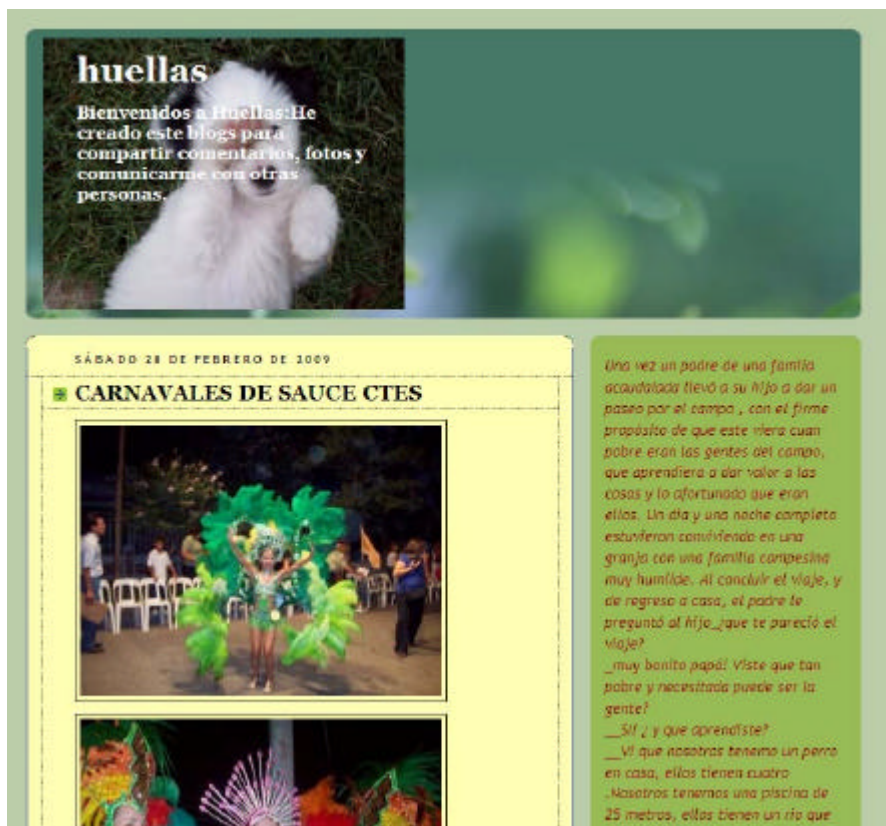 huellas
Bienvenidos a Huellas:He
creado este blogs para
compartir comentarios, fotos y
comunicarme con otras
personas.
SÁBADO 28 DE FEBRERO DE 2009
CARNAVALES DE SAUCE CTES
Una vez un padre de una familia
acaudalada llevó a su hijo a dar un
paseo por el campo , con el firme
propósito de que este viera cuan
pobre eran las gentes del campo,
que aprendiera a dar valor a las
cosas y lo afortunado que eran
ellos. Un día y una noche completa
estuvieron conviviendo en una
granja con una familia campesina
muy humilde. Al concluir el viaje, y
de regreso a casa, el padre le
preguntó al hijo_¿que te pareció el
viaje?
_muy bonito papá! Viste que tan
pobre y necesitada puede ser la
gente?
__Sí! ¿ y que aprendiste?
__Vi que nosotros tenemo un perro
en casa, ellos tienen cuatro
.Nosotros tenemos una piscina de
25 metros, ellos tienen un rio que